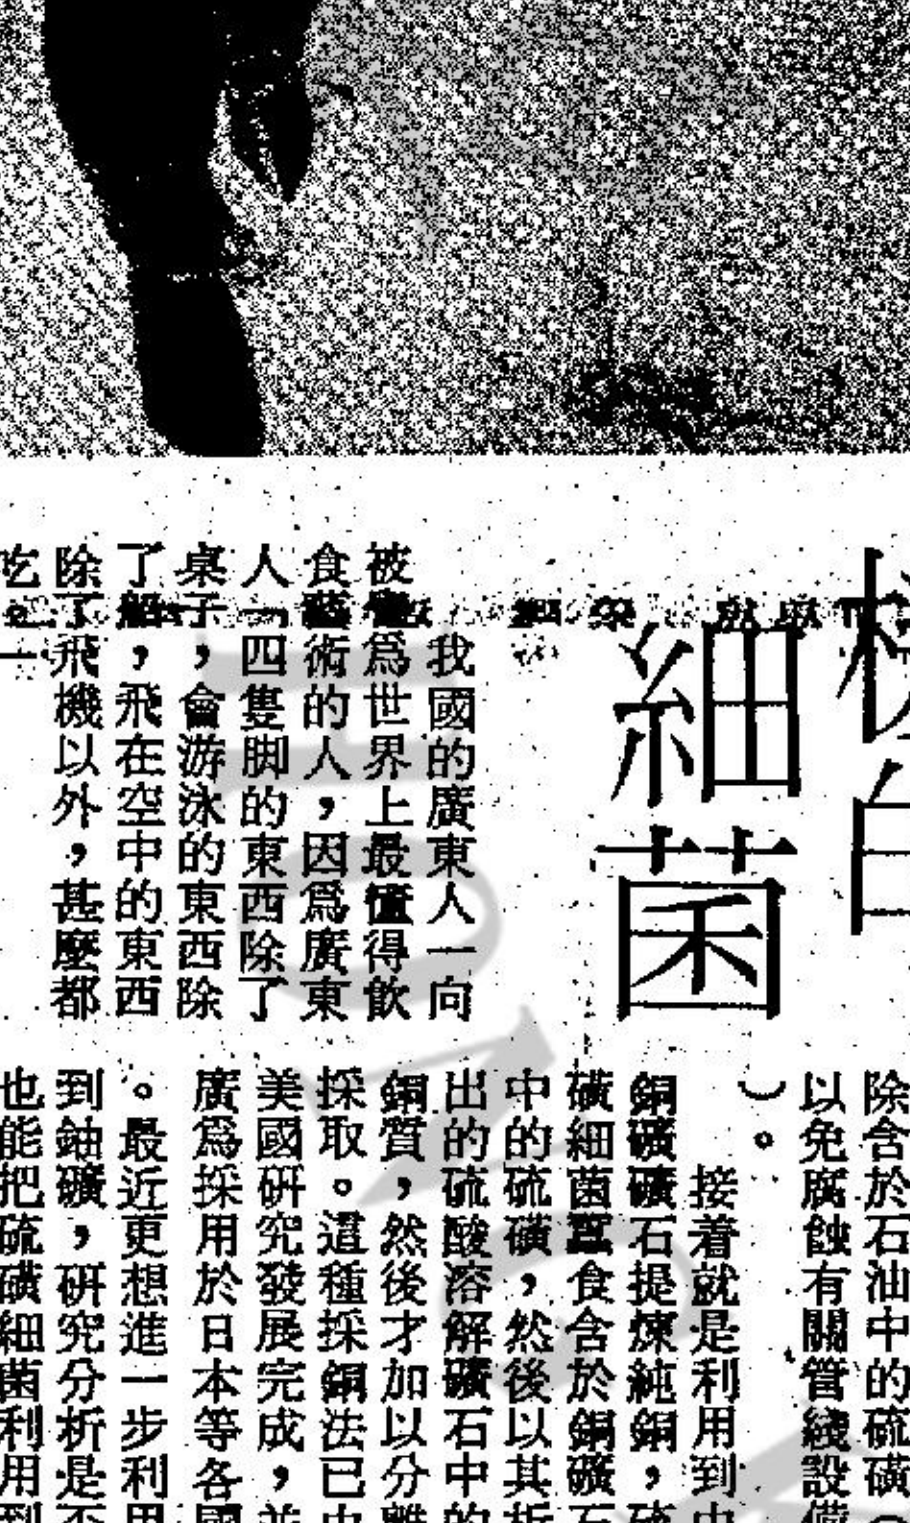 細菌
我國的廣東人一向
被譽爲世界上最懂得飲
食藝術的人，因爲廣東
人「四隻脚的東西除了
桌子，會游泳的東西除
了船，飛在空中的東西
除了飛機以外，甚麼都
吃。
除含於石油中的硫磺
以免腐蝕有關管綫設備
）。
接着就是利用到
銅礦礦石提煉純銅，硫
磺細菌
食含於銅礦石
中的硫磺，然後以其析
出的硫酸溶解礦石中的
銅質，然後才加以分離
採取。這種採銅法已由
美國研究發展完成，並
廣爲採用於日本等各國
。最近更想進一步利用
到鈾礦，研究分析是否
也能把硫磺細菌利用到